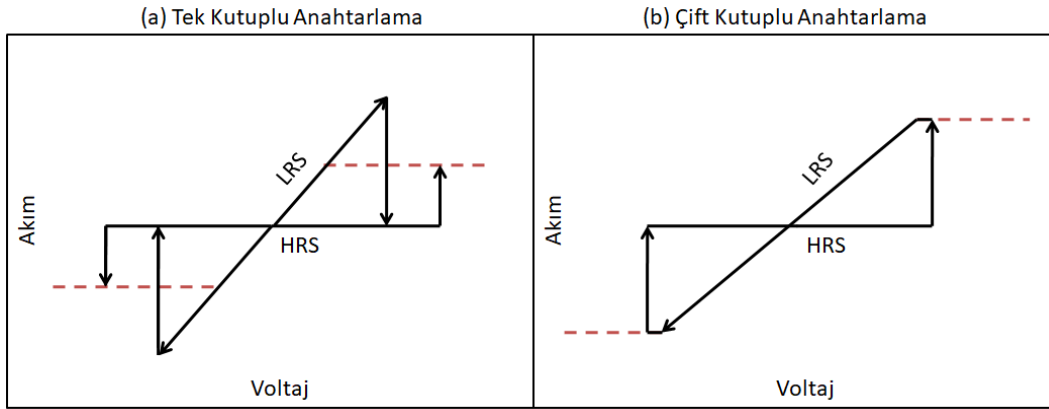 (a) Tek Kutuplu Anahtarlama
(b) Çift Kutuplu Anahtarlama
Akım
LRS
HRS
Voltaj
Akım
LRS
HRS
Voltaj